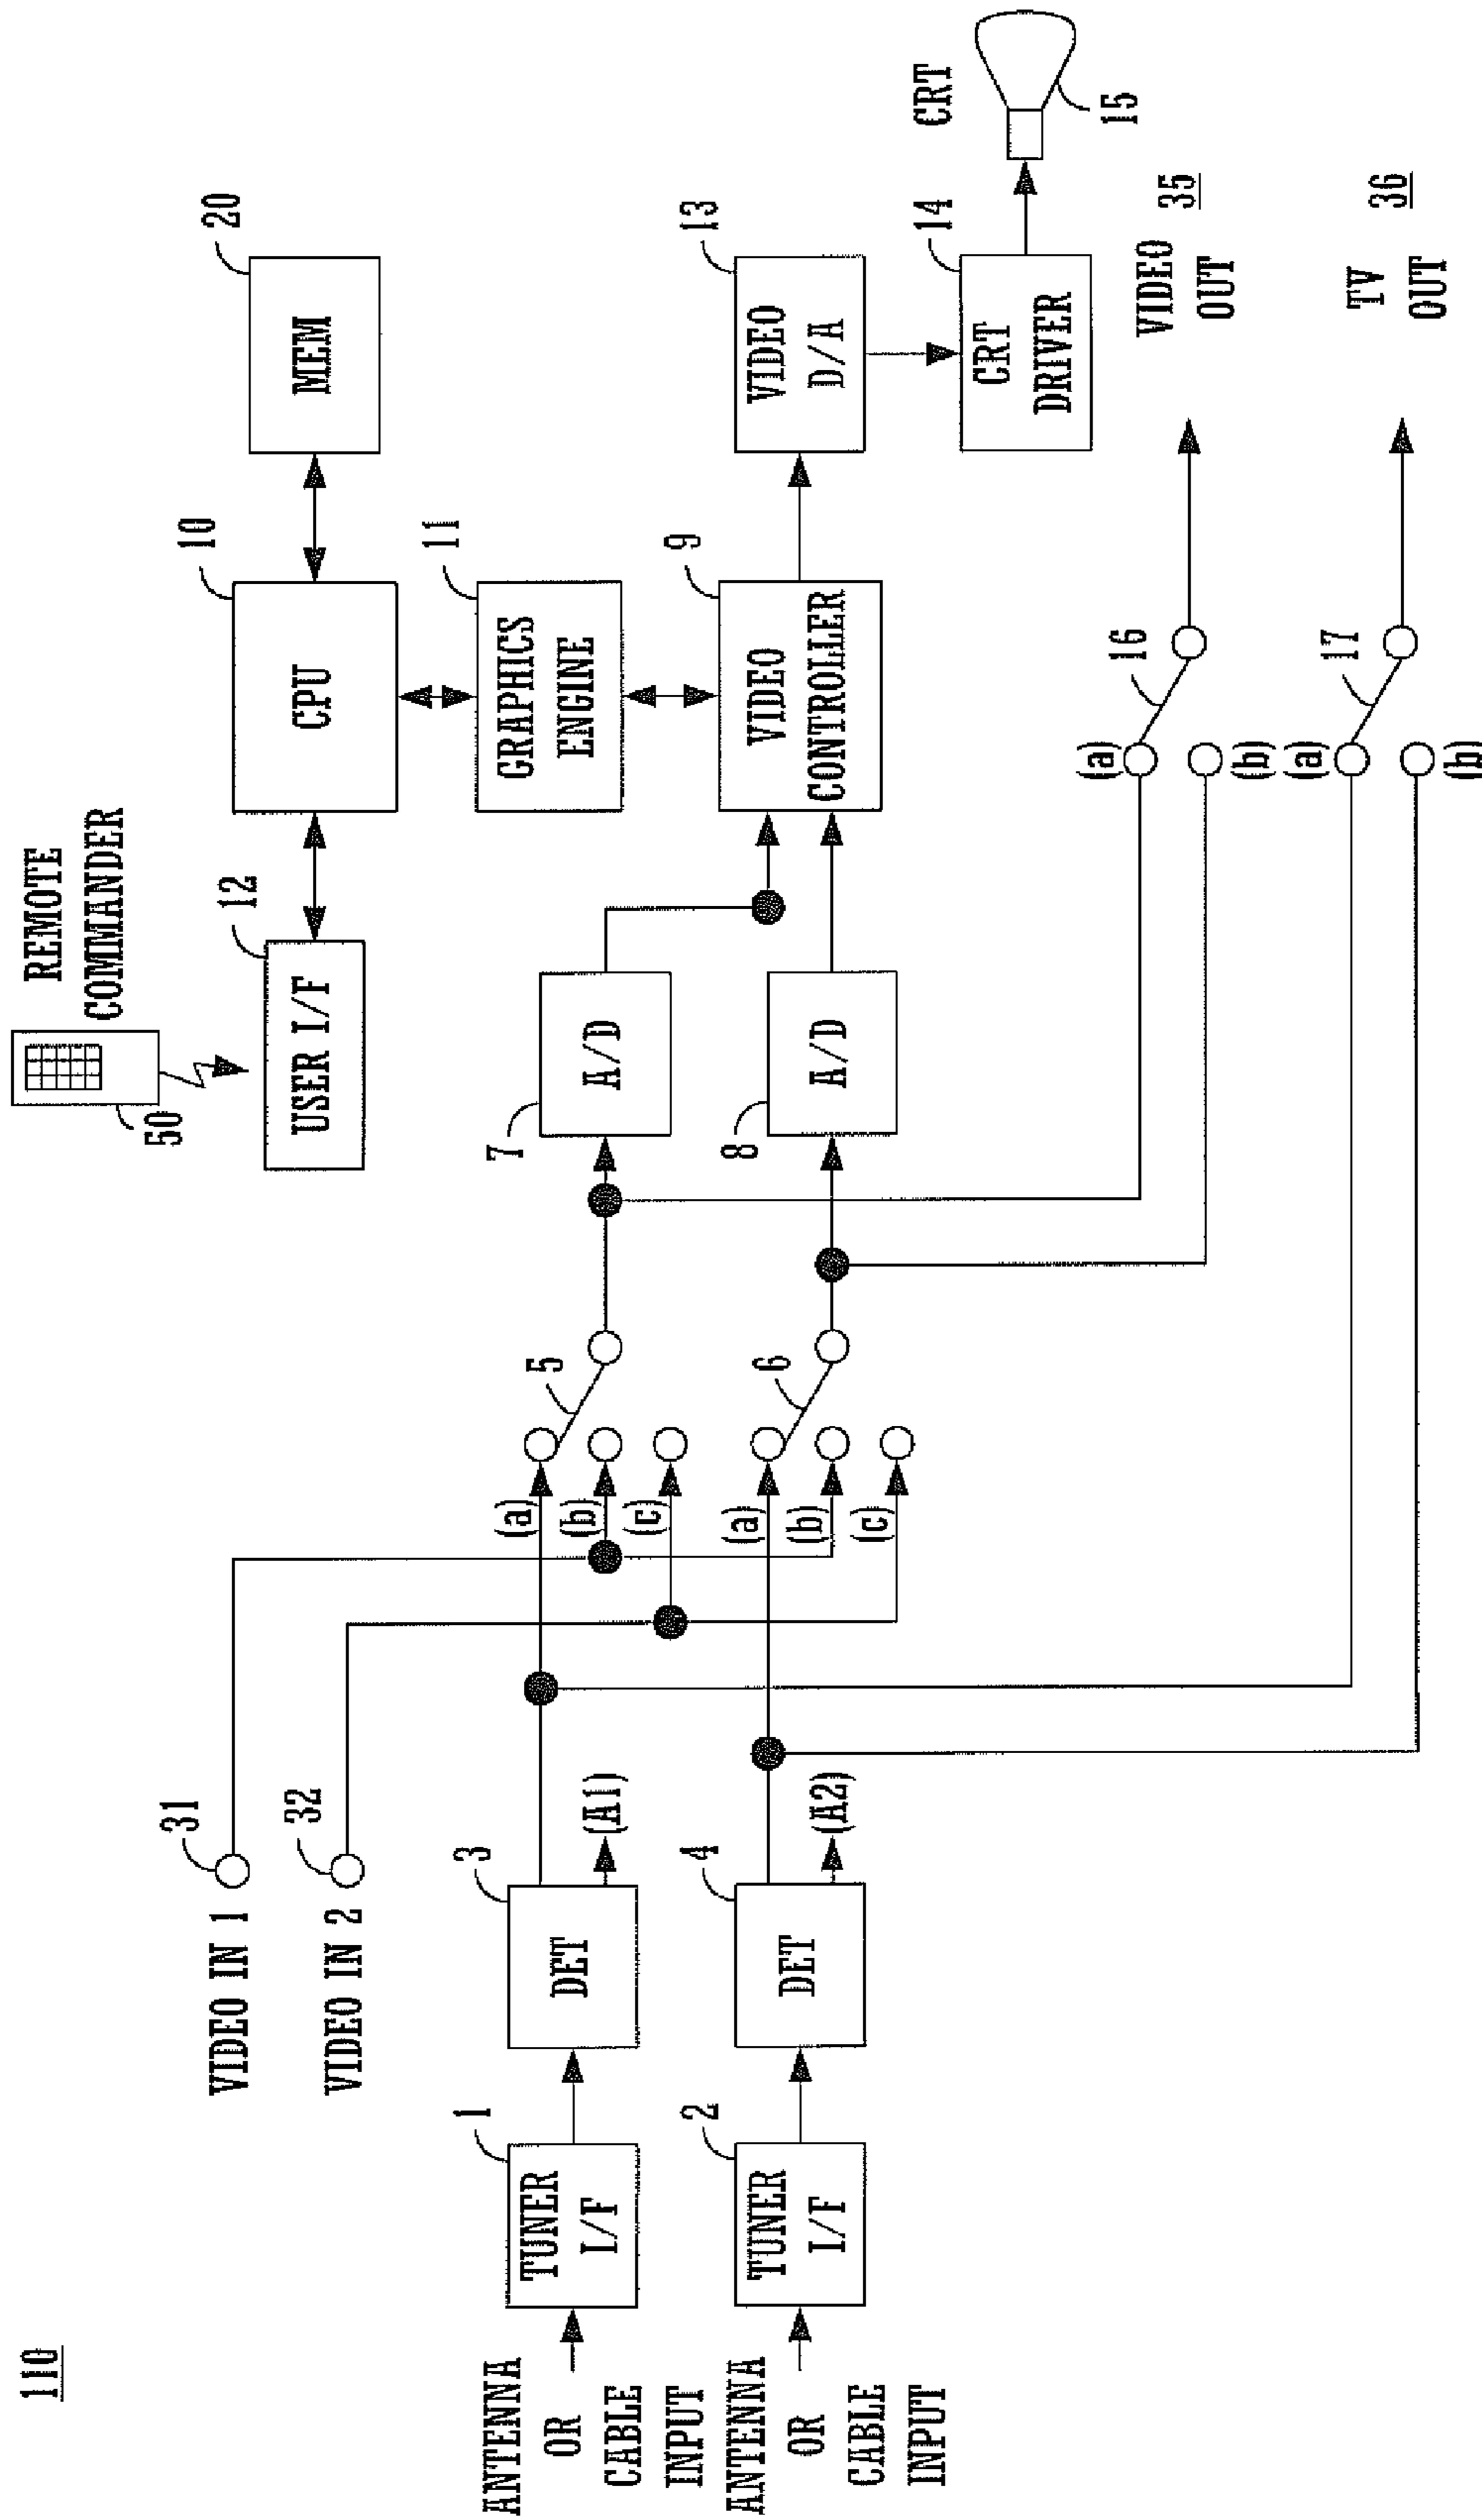 110
REMOTE
COMMANDER
50
12
USER I/F
10
CPU
20
MEM
VIDEO IN 1
31
VIDEO IN 2
32
11
GRAPHICS
ENGINE
ANTENNA
OR
CABLE
INPUT
1
TUNER
I/F
3
DET
(A1)
(a)
(b)
(c)
5
7
A/D
9
VIDEO
CONTROLLER
13
VIDEO
D/A
ANTENNA
OR
CABLE
INPUT
2
TUNER
I/F
4
DET
(A2)
(a)
(b)
(c)
6
8
A/D
14
CRT
DRIVER
CRT
15
(a)
(b)
16
VIDEO
OUT
35
(a)
(b)
17
TV
OUT
36